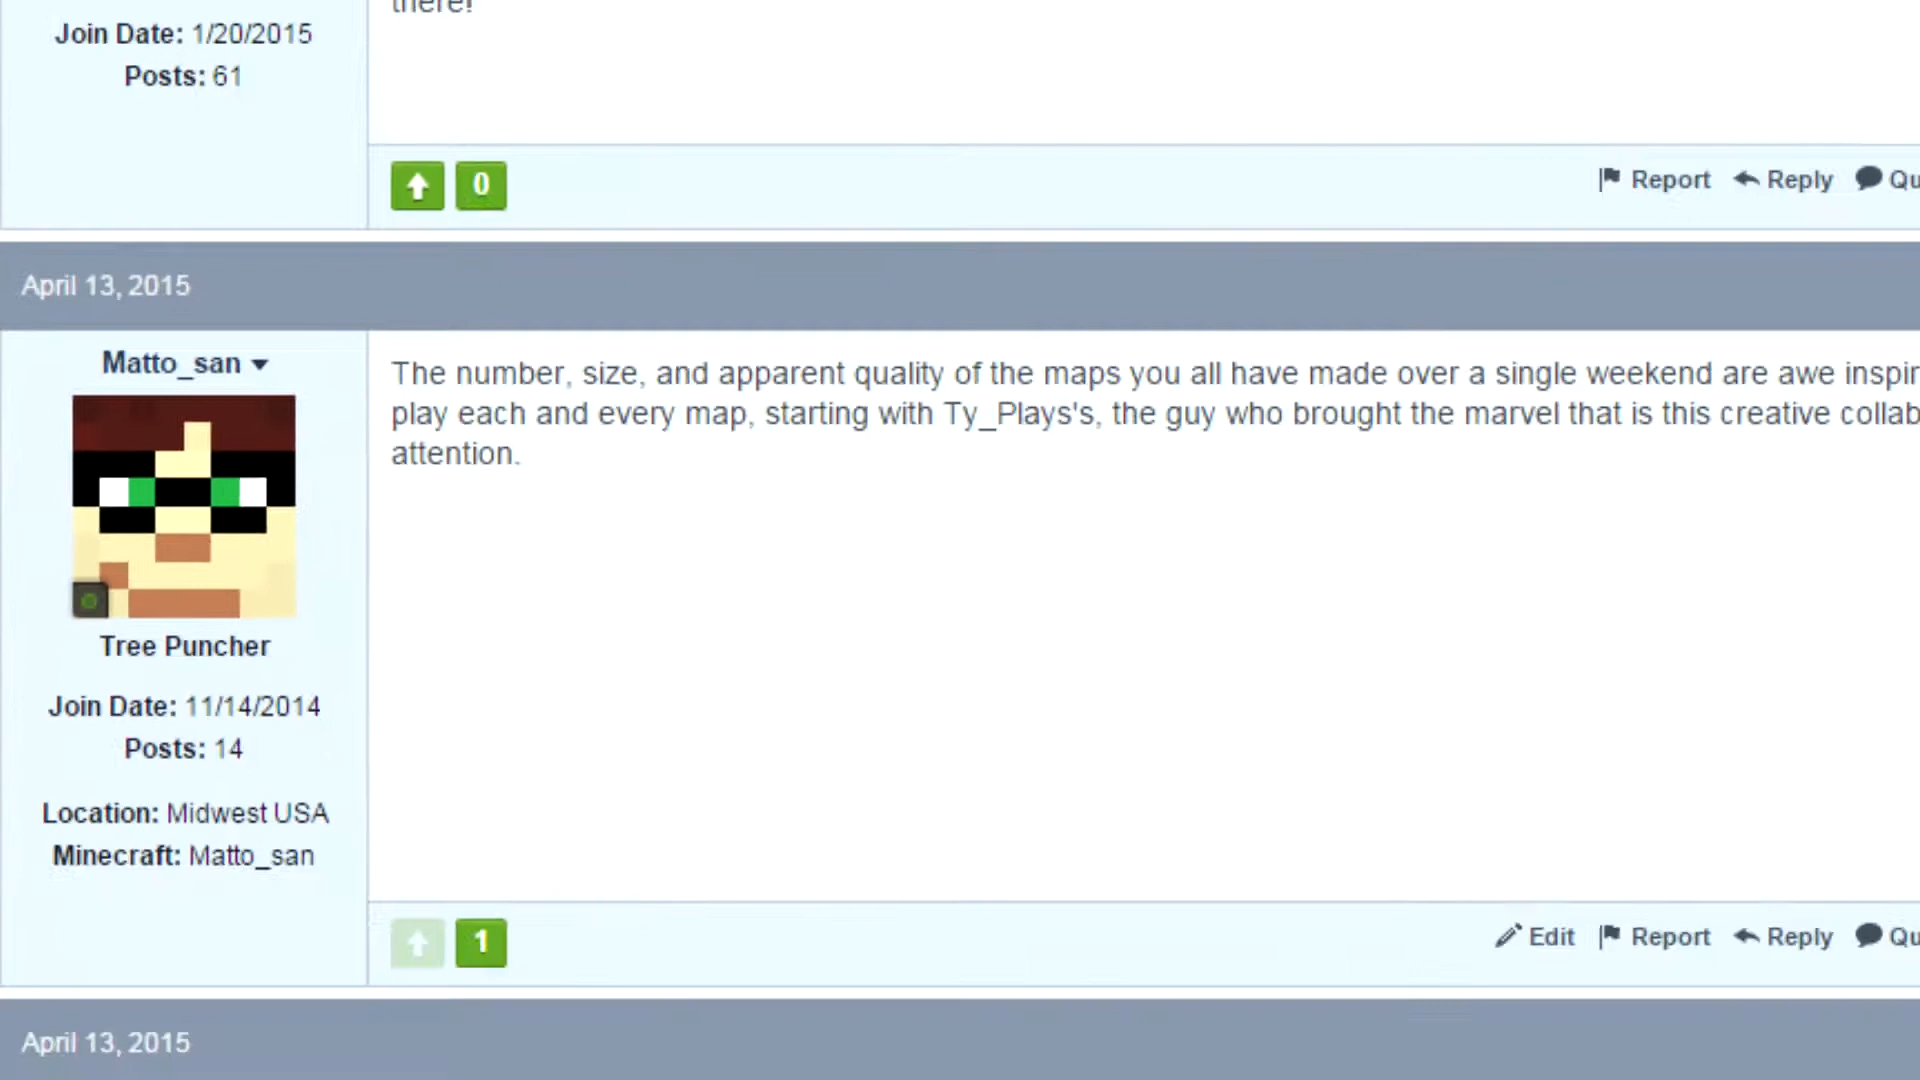 there!
Join Date: 1/20/2015
Posts: 61
0
Report Reply
April 13, 2015
Matto_san
The number, size, and apparent quality of the maps you all have made over a single weekend are awe
play each and every map, starting with Ty_Plays's, the guy who brought the marvel that is this creative
attention.
Tree Puncher
Join Date: 11/14/2014
Posts: 14
Location: Midwest USA
Minecraft: Matto_san
1
Edit Report Reply
April 13, 2015